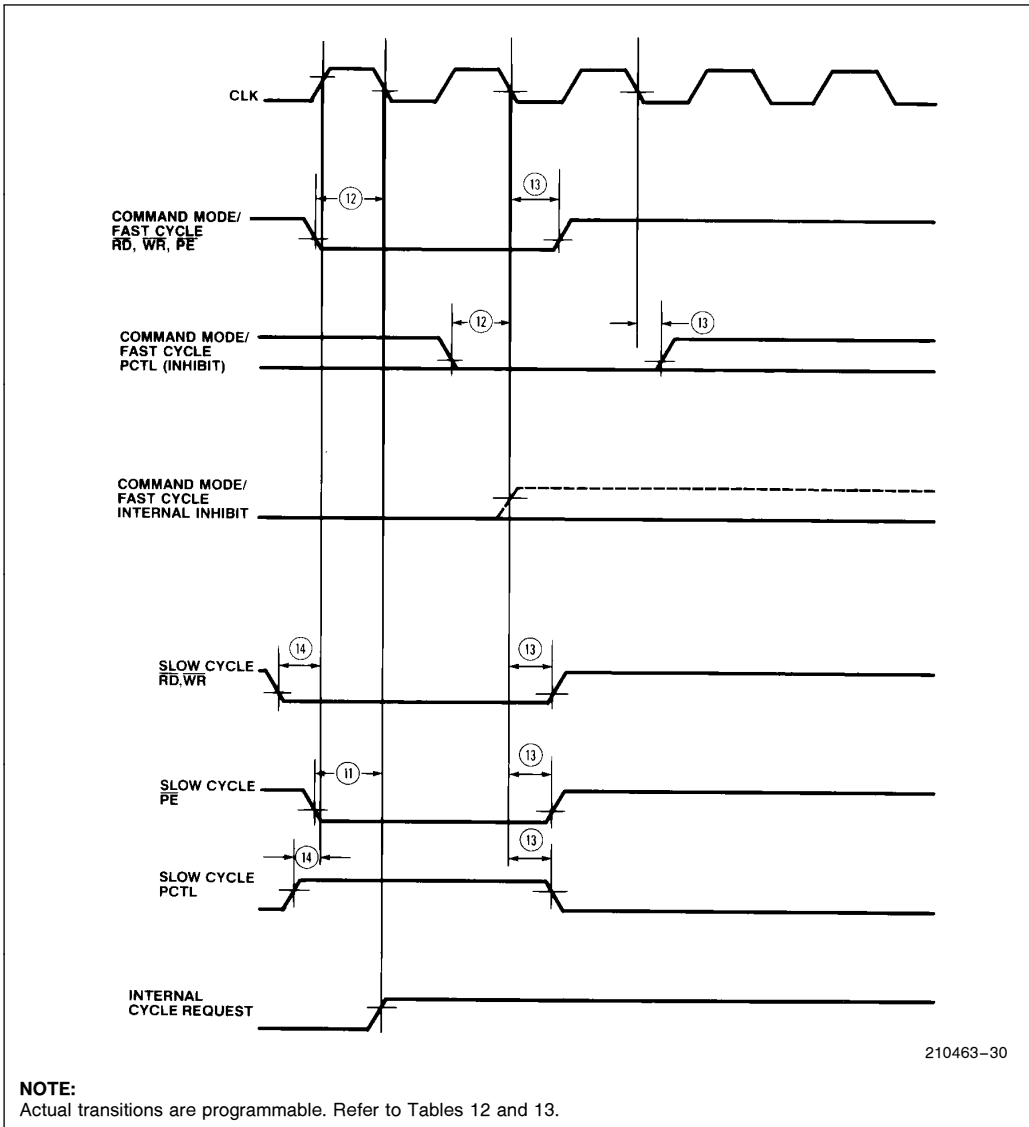 CLK
12
13
COMMAND MODE/
FAST CYCLE
RD, WR, PE
12
13
COMMAND MODE/
FAST CYCLE
PCTL (INHIBIT)
COMMAND MODE/
FAST CYCLE
INTERNAL INHIBIT
14
13
SLOW CYCLE
RD,WR
13
11
SLOW CYCLE
PE
13
14
SLOW CYCLE
PCTL
INTERNAL
CYCLE REQUEST
210463–30
NOTE:
Actual transitions are programmable. Refer to Tables 12 and 13.